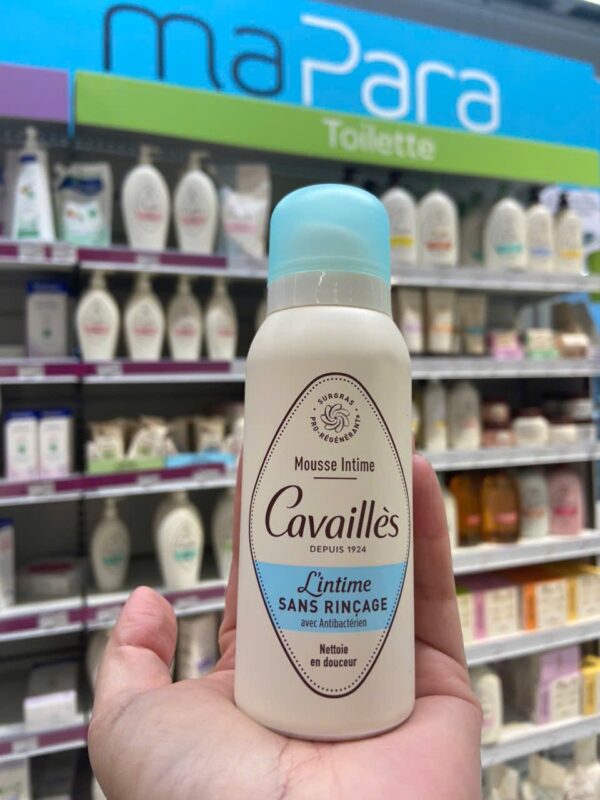 maPara
Toilette
SURGRAS
PRO-RÉGÉNÉRANT
Mousse Intime
Cavaillès
DEPUIS 1924
L'intime
SANS RINÇAGE
avec Antibactérien
Nettoie
en douceur